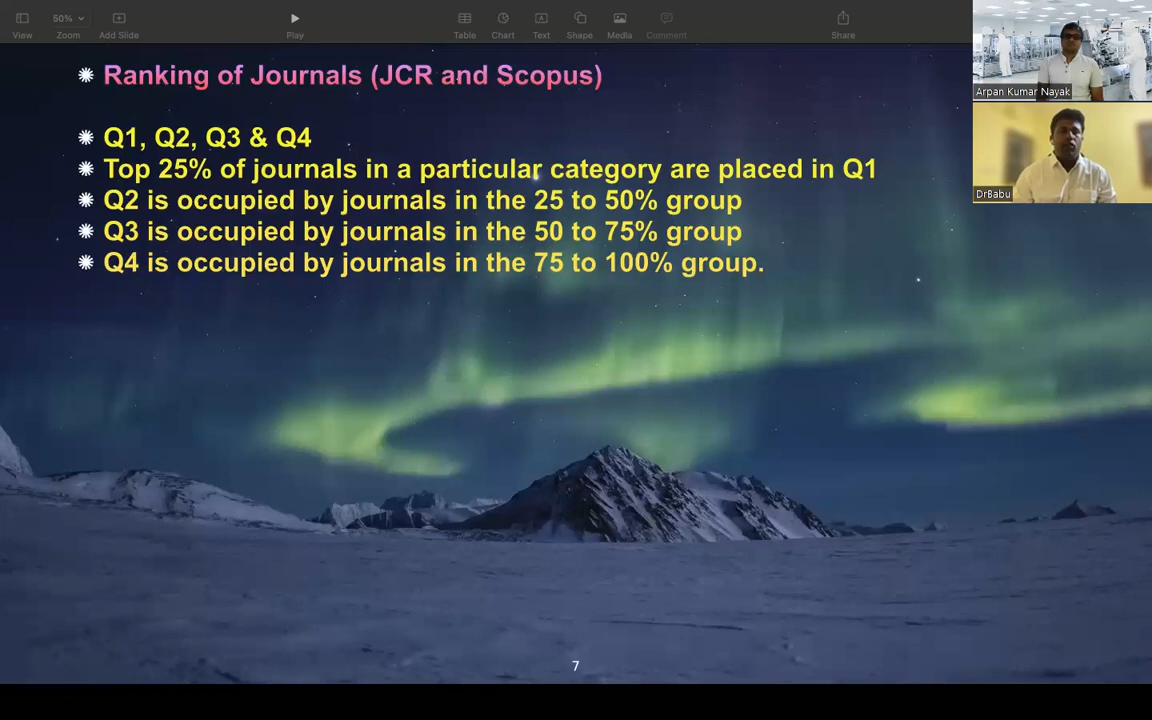 50%
View
Zoom
Add Slide
Play
Table
Chart
Text
Shape
Media
Comment
Share
Arpan Kumar Nayak
DrBabu
Ranking of Journals (JCR and Scopus)
Q1, Q2, Q3 & Q4
Top 25% of journals in a particular category are placed in Q1
Q2 is occupied by journals in the 25 to 50% group
Q3 is occupied by journals in the 50 to 75% group
Q4 is occupied by journals in the 75 to 100% group.
7